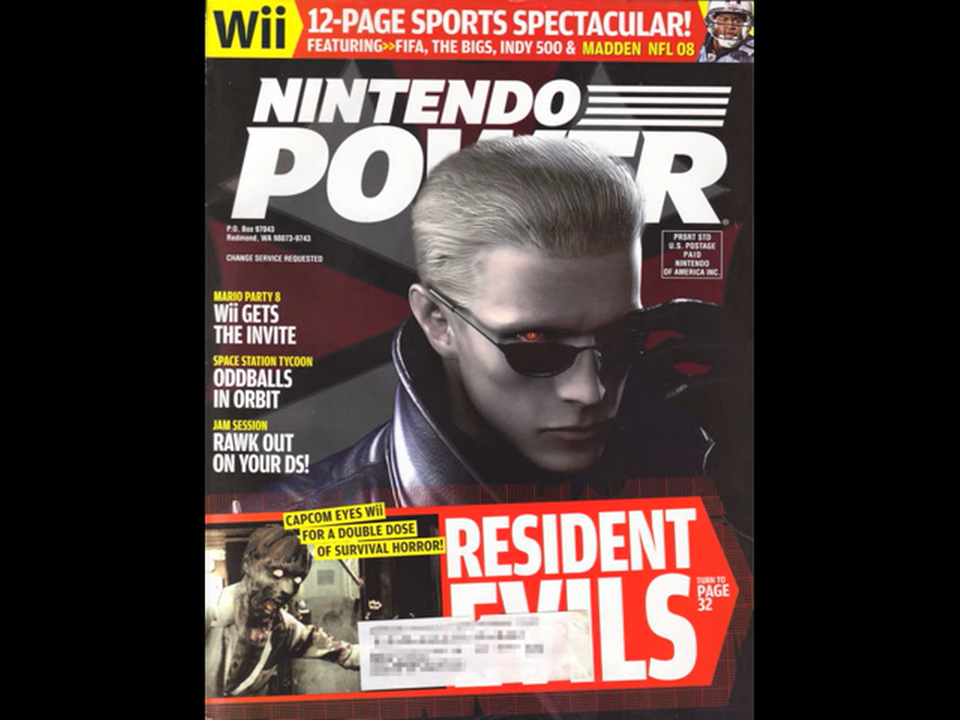 Wii
12-PAGE SPORTS SPECTACULAR!
FEATURING>>FIFA, THE BIGS, INDY 500 & MADDEN NFL 08
NINTENDO
POWER
P.O. Box 97043
Redmond, WA 98073-9743
CHANGE SERVICE REQUESTED
PRSRT STD
U.S. POSTAGE
PAID
NINTENDO
OF AMERICA INC.
MARIO PARTY 8
Wii GETS
THE INVITE
SPACE STATION TYCOON
ODDBALLS
IN ORBIT
JAM SESSION
RAWK OUT
ON YOUR DS!
CAPCOM EYES Wii
FOR A DOUBLE DOSE
OF SURVIVAL HORROR!
RESIDENT
EVILS
TURN TO
PAGE
32